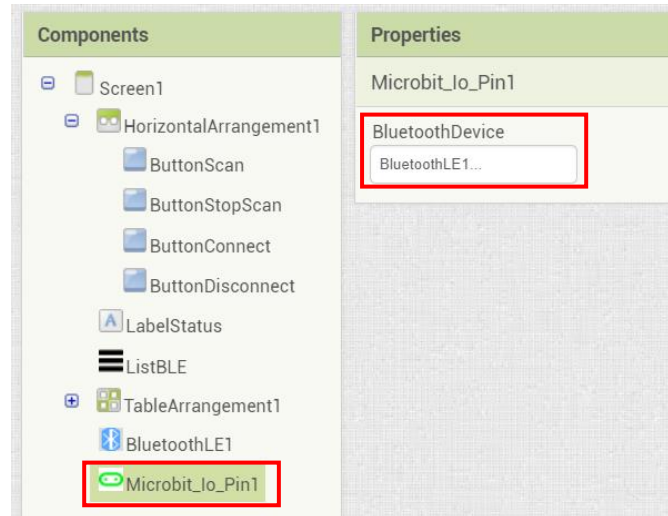 Components
Screen1
HorizontalArrangement1
ButtonScan
ButtonStopScan
ButtonConnect
ButtonDisconnect
A LabelStatus
ListBLE
TableArrangement1
BluetoothLE1
Microbit_Io_Pin1
Properties
Microbit_Io_Pin1
BluetoothDevice
BluetoothLE1...